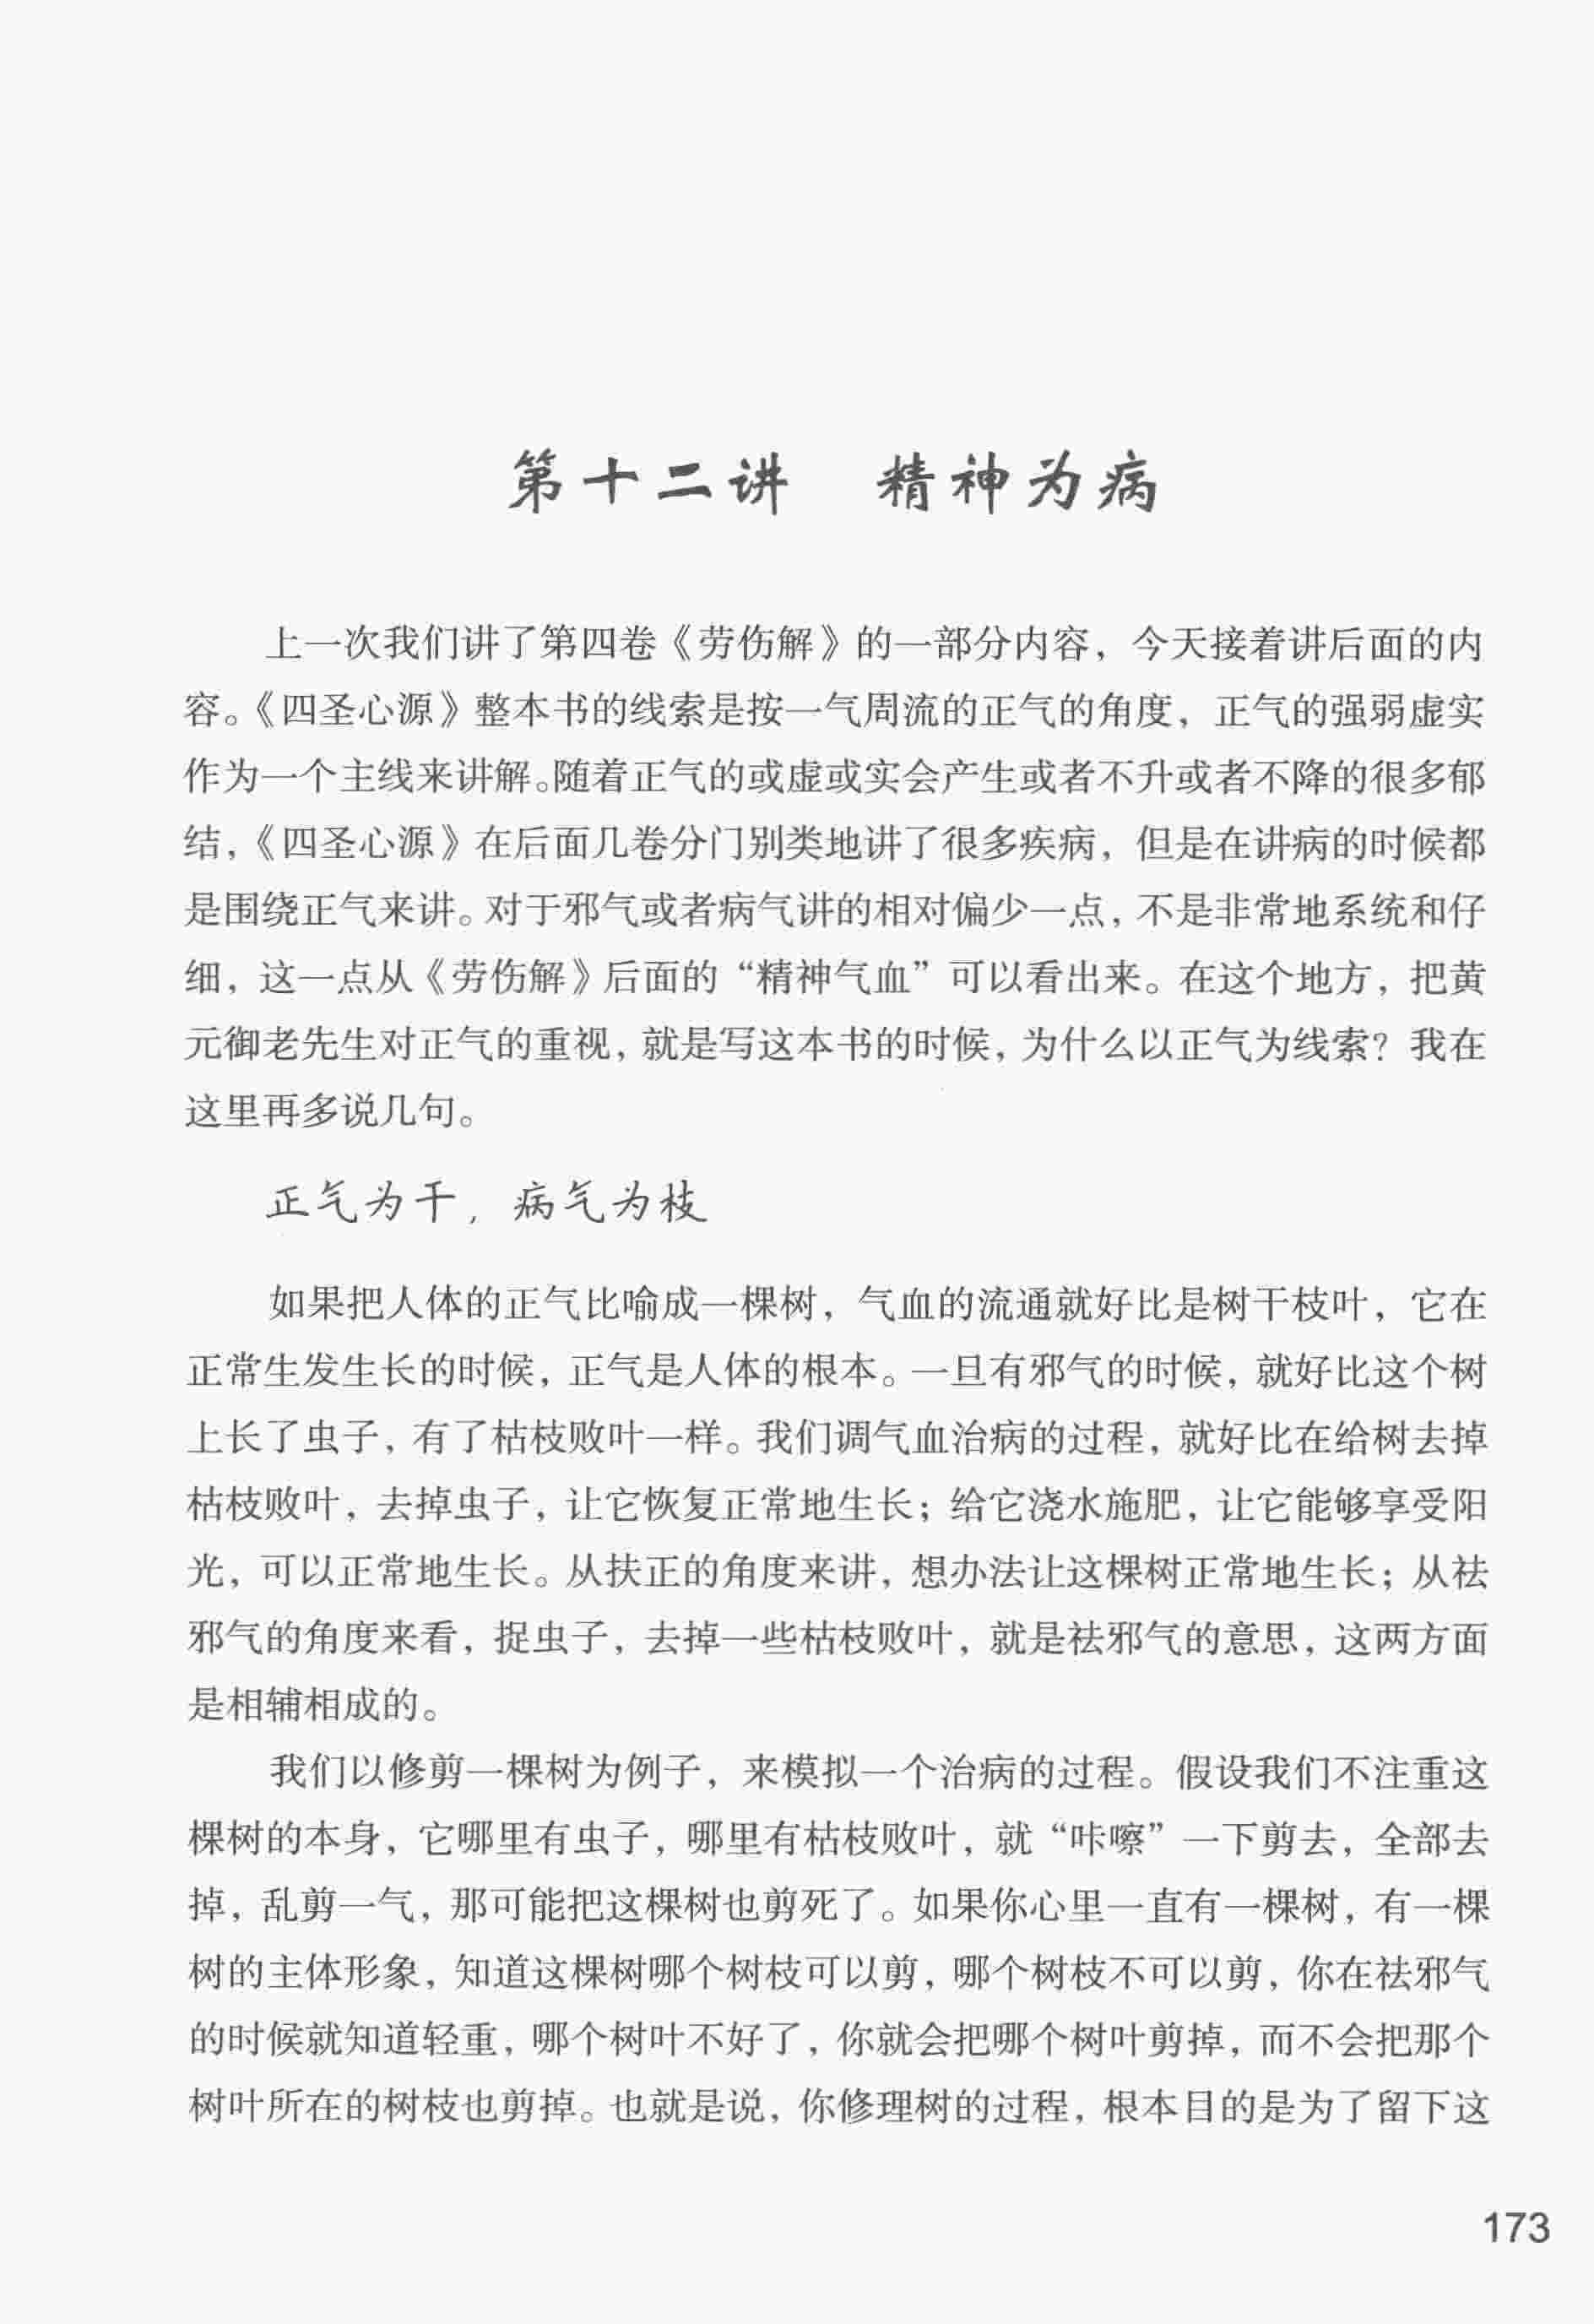 第十二讲　精神为病
上一次我们讲了第四卷《劳伤解》的一部分内容，今天接着讲后面的内
容。《四圣心源》整本书的线索是按一气周流的正气的角度，正气的强弱虚实
作为一个主线来讲解。随着正气的或虚或实会产生或者不升或者不降的很多郁
结，《四圣心源》在后面几卷分门别类地讲了很多疾病，但是在讲病的时候都
是围绕正气来讲。对于邪气或者病气讲的相对偏少一点，不是非常地系统和仔
细，这一点从《劳伤解》后面的“精神气血”可以看出来。在这个地方，把黄
元御老先生对正气的重视，就是写这本书的时候，为什么以正气为线索？我在
这里再多说几句。
正气为干，病气为枝
如果把人体的正气比喻成一棵树，气血的流通就好比是树干枝叶，它在
正常生发生长的时候，正气是人体的根本。一旦有邪气的时候，就好比这个树
上长了虫子，有了枯枝败叶一样。我们调气血治病的过程，就好比在给树去掉
枯枝败叶，去掉虫子，让它恢复正常地生长；给它浇水施肥，让它能够享受阳
光，可以正常地生长。从扶正的角度来讲，想办法让这棵树正常地生长；从祛
邪气的角度来看，捉虫子，去掉一些枯枝败叶，就是祛邪气的意思，这两方面
是相辅相成的。
我们以修剪一棵树为例子，来模拟一个治病的过程。假设我们不注重这
棵树的本身，它哪里有虫子，哪里有枯枝败叶，就“咔嚓”一下剪去，全部去
掉，乱剪一气，那可能把这棵树也剪死了。如果你心里一直有一棵树，有一棵
树的主体形象，知道这棵树哪个树枝可以剪，哪个树枝不可以剪，你在祛邪气
的时候就知道轻重，哪个树叶不好了，你就会把哪个树叶剪掉，而不会把那个
树叶所在的树枝也剪掉。也就是说，你修理树的过程，根本目的是为了留下这
173